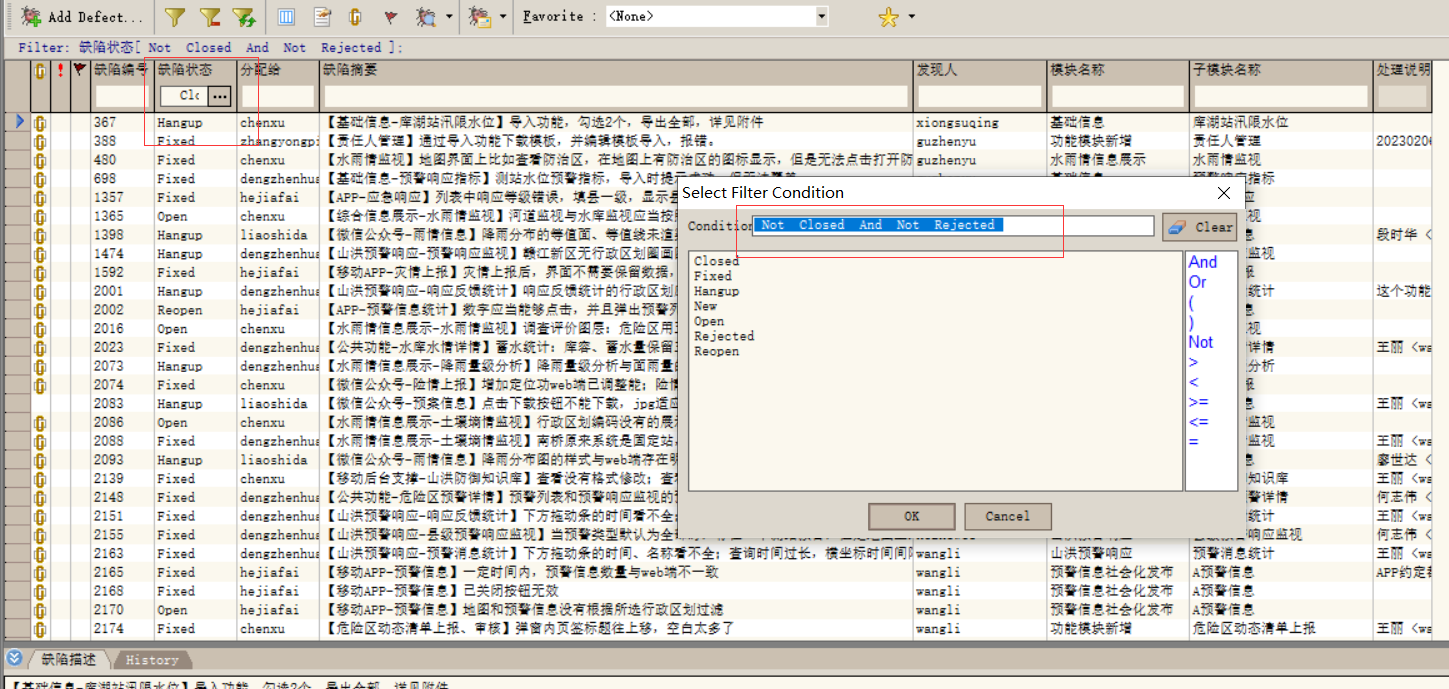 Add Defect... Favorite : <None>
Filter: 缺陷状态[ Not Closed And Not Rejected ];
缺陷编号 缺陷状态 分配给 缺陷摘要 发现人 模块名称 子模块名称 处理说明
...
367 Hangup chenxu 【基础信息-库湖站汛限水位】导入功能，勾选2个，导出全部，详见附件 xiongsuqing 基础信息 库湖站汛限水位
388 Fixed zhangyongpi 【责任人管理】通过导入功能下载模板，并编辑模板导入，报错。 guzhenyu 功能模块新增 责任人管理 2023020
480 Fixed chenxu 【水雨情监视】地图界面上比如查看防治区，在地图上有防治区的图标显示，但是无法点击打开防 guzhenyu 水雨情信息展示 水雨情监视
698 Fixed dengzhenhua 【基础信息-预警响应指标】测站水位预警指标，导入时提示
1357 Fixed hejiafai 【APP-应急响应】列表中响应等级错误，填县一级，显示县
1365 Open chenxu 【综合信息展示-水雨情监视】河道监视与水库监视应当按
1398 Hangup liaoshida 【微信公众号-雨情信息】降雨分布的等值面、等值线未渲
段时华 <
1474 Hangup dengzhenhua 【山洪预警响应-预警响应监视】赣江新区无行政区划圈画
1592 Fixed hejiafai 【移动APP-灾情上报】灾情上报后，界面不需要保留数据，
2001 Hangup dengzhenhua 【山洪预警响应-响应反馈统计】响应反馈统计的行政区划
这个功能
2002 Reopen hejiafai 【APP-预警信息统计】数字应当能够点击，并且弹出预警列
2016 Open chenxu 【水雨情信息展示-水雨情监视】调查评价图层：危险区用
2023 Fixed dengzhenhua 【公共功能-水库水情详情】蓄水统计：库容、蓄水量保留
王丽 <wa
2073 Hangup dengzhenhua 【水雨情信息展示-降雨量级分析】降雨量级分析与面雨量
2074 Fixed chenxu 【微信公众号-险情上报】增加定位功web端已调整能；险情
2083 Hangup liaoshida 【微信公众号-预案信息】点击下载按钮不能下载，jpg适应
王丽 <wa
2086 Open chenxu 【水雨情信息展示-土壤墒情监视】行政区划编码没有的展
2088 Fixed dengzhenhua 【水雨情信息展示-土壤墒情监视】南桥原来系统是固定站，
王丽 <wa
2093 Hangup liaoshida 【微信公众号-雨情信息】降雨分布图的样式与web端存在明
廖世达 <
2139 Fixed chenxu 【移动后台支撑-山洪防御知识库】查看没有格式修改；查
知识库 王丽 <wa
2148 Fixed dengzhenhua 【公共功能-危险区预警详情】预警列表和预警响应监视的
警详情 何志伟 <
2151 Fixed dengzhenhua 【山洪预警响应-响应反馈统计】下方拖动条的时间看不全；
王丽 <wa
2155 Fixed dengzhenhua 【山洪预警响应-县级预警响应监视】当预警类型默认为全
何志伟 <
2163 Fixed dengzhenhua 【山洪预警响应-预警消息统计】下方拖动条的时间、名称看不全；查询时间过长，横坐标时间间隔 wangli 山洪预警响应 预警消息统计 王丽 <wa
2165 Fixed hejiafai 【移动APP-预警信息】一定时间内，预警信息数量与web端不一致 wangli 预警信息社会化发布 A预警信息 APP约定
2168 Fixed hejiafai 【移动APP-预警信息】已关闭按钮无效 wangli 预警信息社会化发布 A预警信息
2170 Open hejiafai 【移动APP-预警信息】地图和预警信息没有根据所选行政区划过滤 wangli 预警信息社会化发布 A预警信息
2174 Fixed chenxu 【危险区动态清单上报、审核】弹窗内页签标题往上移，空白太多了 wangli 功能模块新增 危险区动态清单上报 王丽 <wa
Select Filter Condition
Condition Not Closed And Not Rejected Clear
Closed
Fixed
Hangup
New
Open
Rejected
Reopen
And
Or
(
)
Not
>
<
>=
<=
=
OK Cancel
缺陷描述 History
【基础信息-库湖站汛限水位】导入功能，勾选2个，导出全部，详见附件